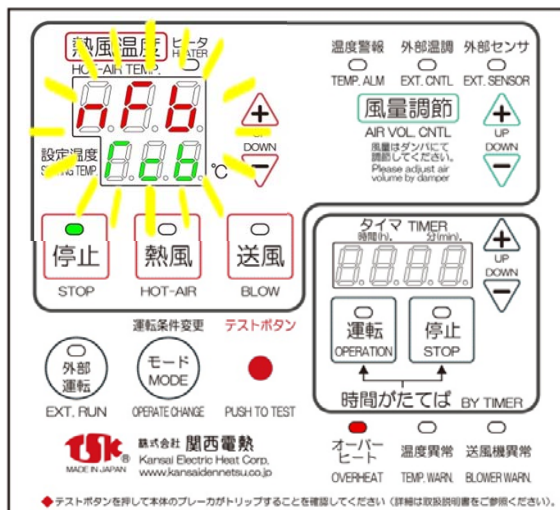 熱風温度 ヒータ
HOT-AIR TEMP. HEATER
nFb
設定温度
SETTING TEMP.
Ccb
℃
UP
DOWN
温度警報 外部温調 外部センサ
TEMP. ALM EXT. CNTL EXT. SENSOR
風量調節
AIR VOL. CNTL
風量はダンパにて
調節してください。
Please adjust air
volume by damper
UP
DOWN
停止 熱風 送風
STOP HOT-AIR BLOW
タイマ TIMER
時間(h). 分(min).
UP
DOWN
運転
OPERATION
停止
STOP
時間がたてば BY TIMER
運転条件変更 テストボタン
外部
運転
モード
MODE
EXT. RUN OPERATE CHANGE PUSH TO TEST
TSK
®
MADE IN JAPAN
株式会社 関西電熱
Kansai Electric Heat Corp.
www.kansaidennetsu.co.jp
オーバー
ヒート
温度異常 送風機異常
OVERHEAT TEMP. WARN. BLOWER WARN.
◆テストボタンを押して本体のブレーカがトリップすることを確認してください（詳細は取扱説明書をご参照ください）。